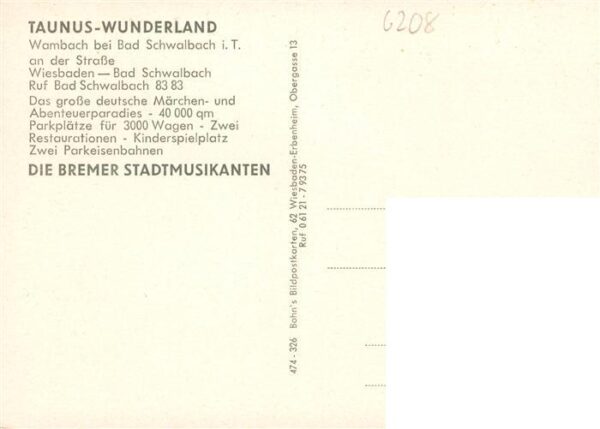 TAUNUS-WUNDERLAND
Wambach bei Bad Schwalbach i. T.
an der Straße
Wiesbaden — Bad Schwalbach
Ruf Bad Schwalbach 83 83
Das große deutsche Märchen- und
Abenteuerparadies - 40 000 qm
Parkplätze für 3000 Wagen - Zwei
Restaurationen - Kinderspielplatz
Zwei Parkeisenbahnen
DIE BREMER STADTMUSIKANTEN
474 - 326 Bohn's Bildpostkarten, 62 Wiesbaden-Erbenheim, Obergasse 13
Ruf 0 61 21 - 7 93 75
6208